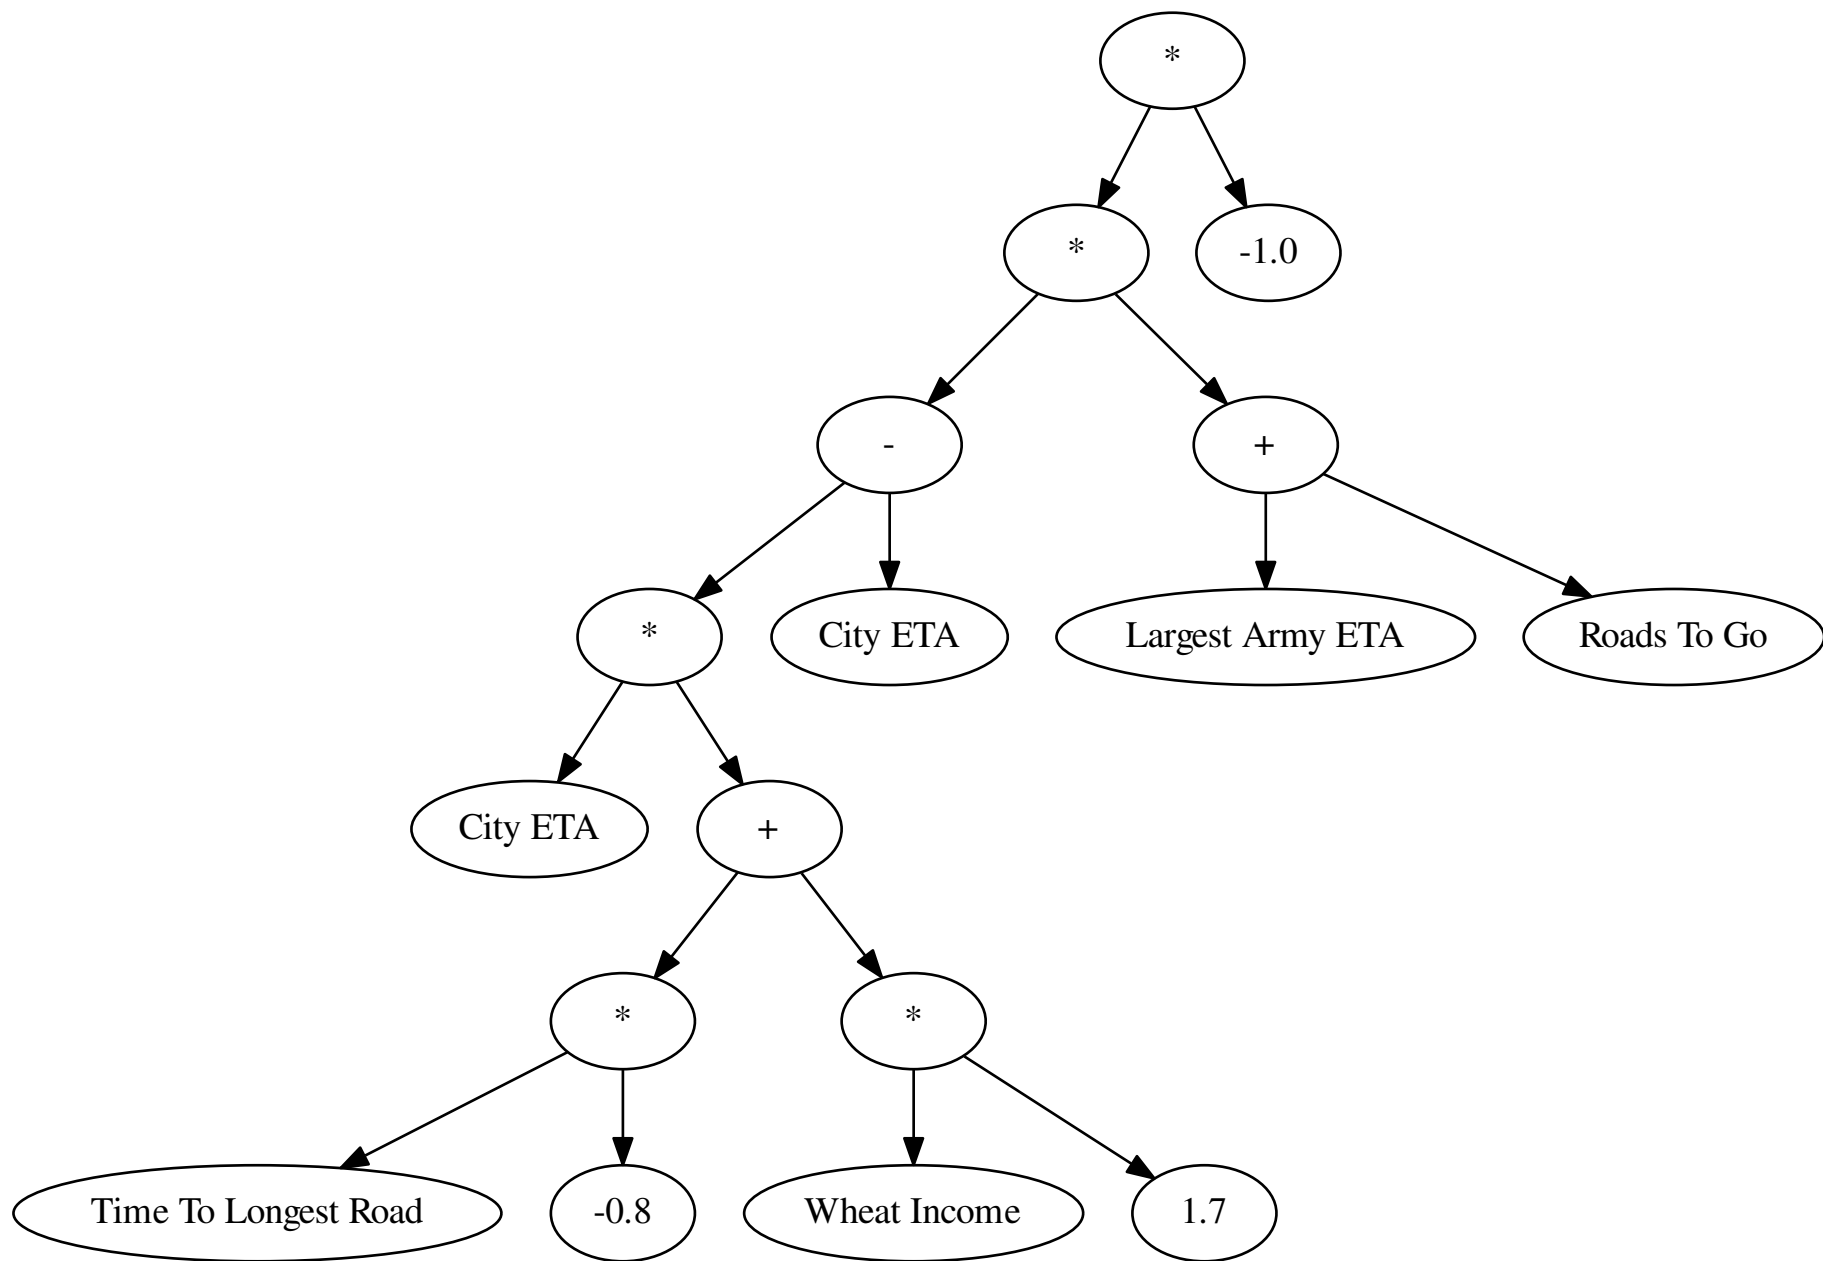 *
*
-1.0
-
+
*
City ETA
Largest Army ETA
Roads To Go
City ETA
+
*
*
Time To Longest Road
-0.8
Wheat Income
1.7